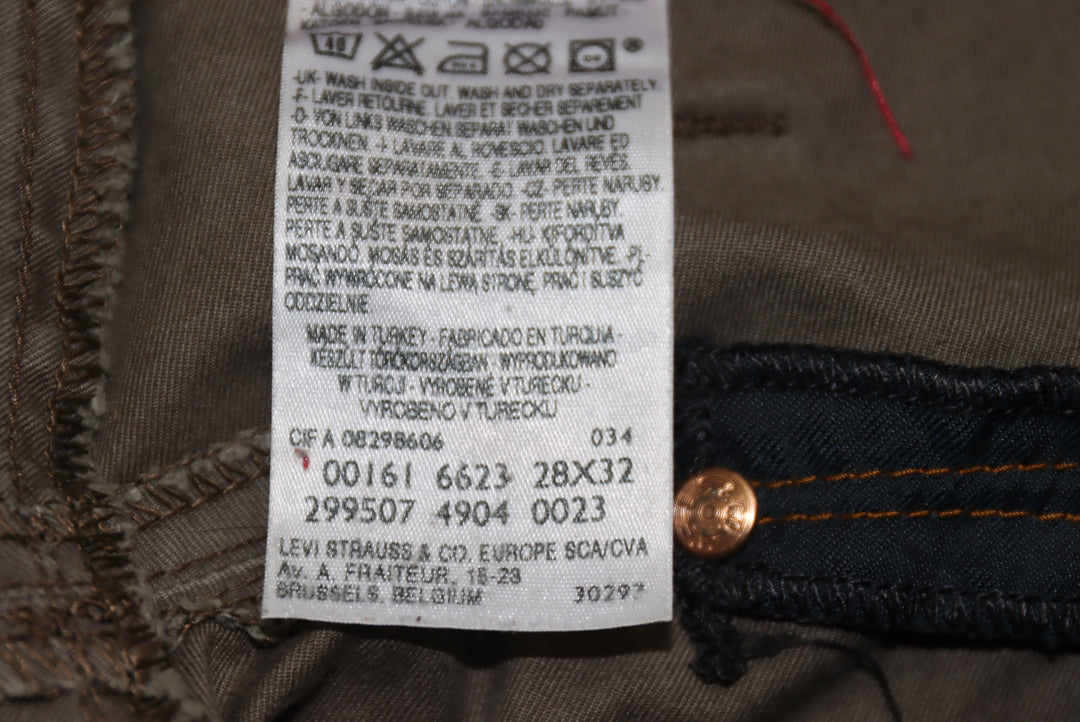 ALGODON
ALGODÃO
40
-UK- WASH INSIDE OUT. WASH AND DRY SEPARATELY.
-F- LAVER RETOURNE. LAVER ET SECHER SEPAREMENT
-D- VON LINKS WASCHEN SEPARAT WASCHEN UND
TROCKNEN. -I- LAVARE AL ROVESCIO. LAVARE ED
ASCIUGARE SEPARATAMENTE. -E- LAVAR DEL REVES.
LAVAR Y SECAR POR SEPARADO -CZ- PERTE NARUBY.
PERTE A SUŠTE SAMOSTATNĚ -SK- PERTE NARUBY.
PERTE A SUŠTE SAMOSTATNE. -HU- KIFORDÍTVA
MOSANDÓ. MOSÁS ÉS SZÁRÍTÁS ELKÜLÖNÍTVE. -PL-
PRAĆ WYWRÓCONE NA LEWĄ STRONĘ, PRAĆ I SUSZYĆ
ODDZIELNIE
MADE IN TURKEY - FABRICADO EN TURQUIA -
KÉSZÜLT TÖRÖKORSZÁGBAN - WYPRODUKOWANO
W TURCJI - VYROBENÉ V TURECKU -
VYROBENO V TURECKU
CIF A 08298606 034
00161 6623 28X32
299507 4904 0023
LEVI STRAUSS & CO. EUROPE SCA/CVA
AV. A. FRAITEUR, 15-23
BRUSSELS, BELGIUM 30297